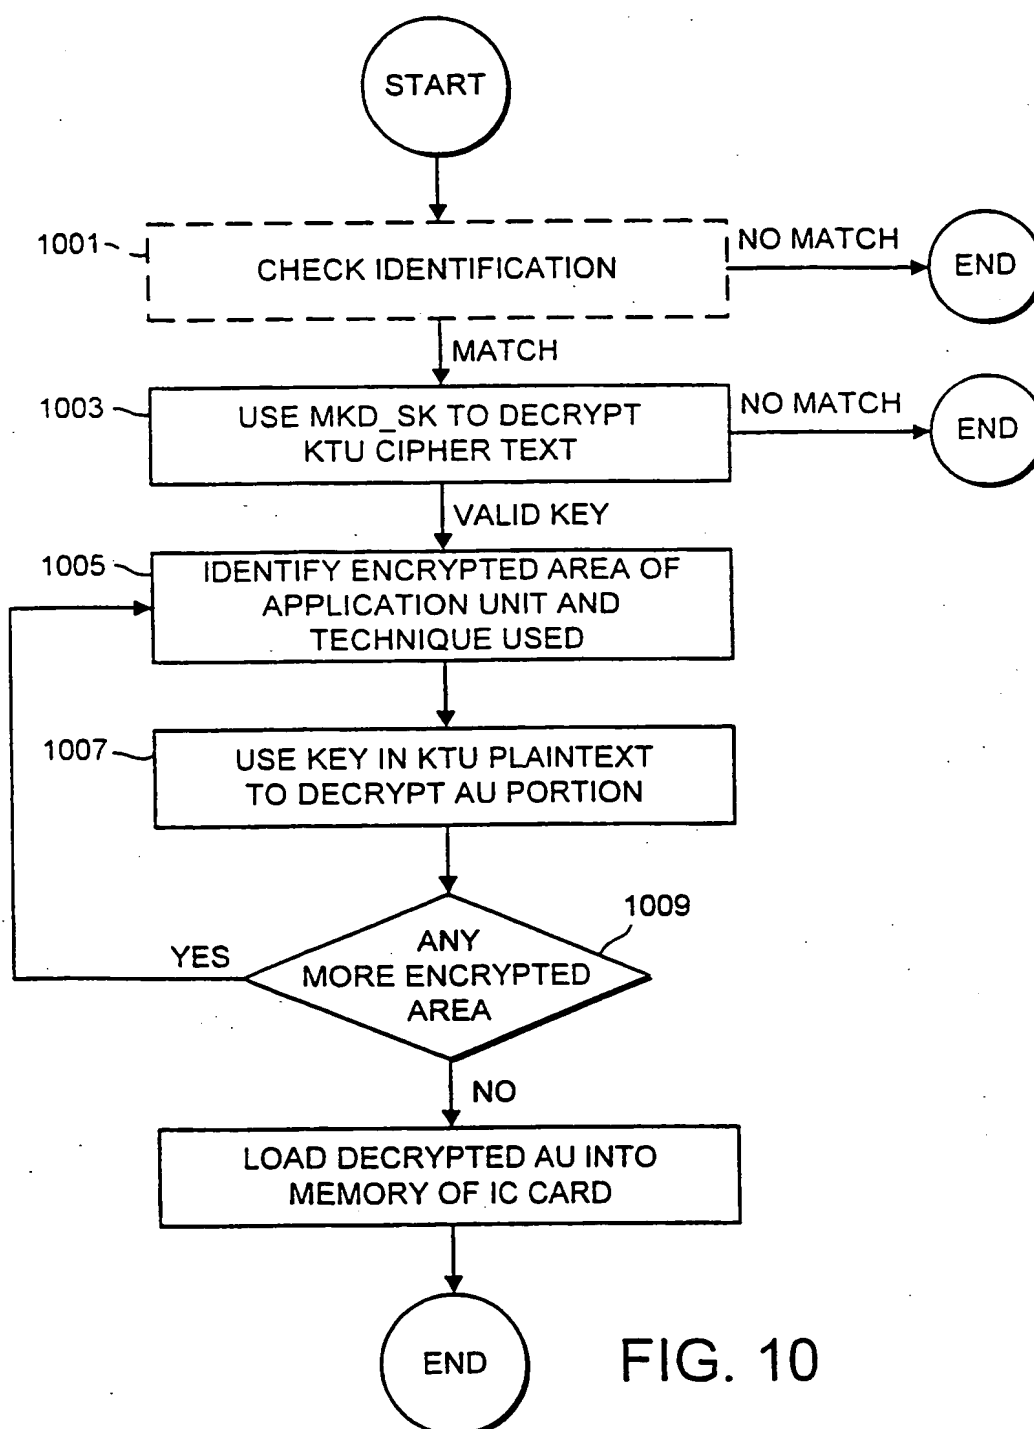 START
1001
CHECK IDENTIFICATION
NO MATCH
END
MATCH
1003
USE MKD_SK TO DECRYPT
KTU CIPHER TEXT
NO MATCH
END
VALID KEY
1005
IDENTIFY ENCRYPTED AREA OF
APPLICATION UNIT AND
TECHNIQUE USED
1007
USE KEY IN KTU PLAINTEXT
TO DECRYPT AU PORTION
1009
ANY
MORE ENCRYPTED
AREA
YES
NO
LOAD DECRYPTED AU INTO
MEMORY OF IC CARD
END
FIG. 10